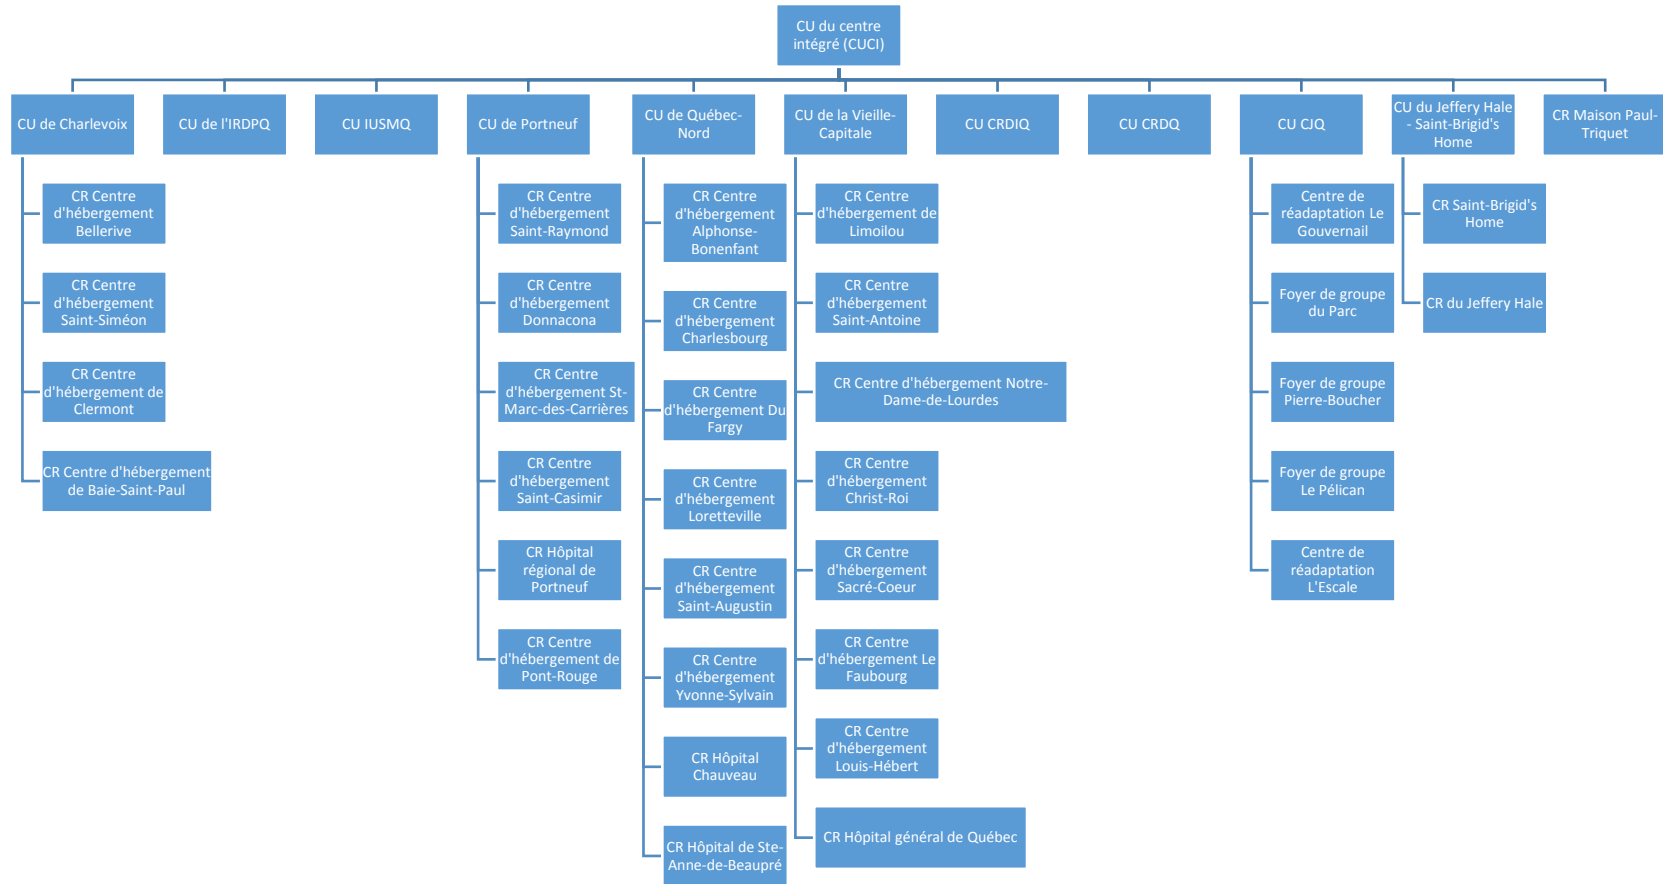 CU du centre
intégré (CUCI)
CU de Charlevoix
CU de l'IRDPQ
CU IUSMQ
CU de Portneuf
CU de Québec-
Nord
CU de la Vieille-
Capitale
CU CRDIQ
CU CRDQ
CU CJQ
CU du Jeffery Hale
- Saint-Brigid's
Home
CR Maison Paul-
Triquet
CR Centre
d'hébergement
Bellerive
CR Centre
d'hébergement
Saint-Siméon
CR Centre
d'hébergement de
Clermont
CR Centre d'hébergement
de Baie-Saint-Paul
CR Centre
d'hébergement
Saint-Raymond
CR Centre
d'hébergement
Donnacona
CR Centre
d'hébergement St-
Marc-des-Carrières
CR Centre
d'hébergement
Saint-Casimir
CR Hôpital
régional de
Portneuf
CR Centre
d'hébergement de
Pont-Rouge
CR Centre
d'hébergement
Alphonse-
Bonenfant
CR Centre
d'hébergement
Charlesbourg
CR Centre
d'hébergement Du
Fargy
CR Centre
d'hébergement
Loretteville
CR Centre
d'hébergement
Saint-Augustin
CR Centre
d'hébergement
Yvonne-Sylvain
CR Hôpital
Chauveau
CR Hôpital de Ste-
Anne-de-Beaupré
CR Centre
d'hébergement de
Limoilou
CR Centre
d'hébergement
Saint-Antoine
CR Centre d'hébergement Notre-
Dame-de-Lourdes
CR Centre
d'hébergement
Christ-Roi
CR Centre
d'hébergement
Sacré-Coeur
CR Centre
d'hébergement Le
Faubourg
CR Centre
d'hébergement
Louis-Hébert
CR Hôpital général de Québec
Centre de
réadaptation Le
Gouvernail
Foyer de groupe
du Parc
Foyer de groupe
Pierre-Boucher
Foyer de groupe
Le Pélican
Centre de
réadaptation
L'Escale
CR Saint-Brigid's
Home
CR du Jeffery Hale